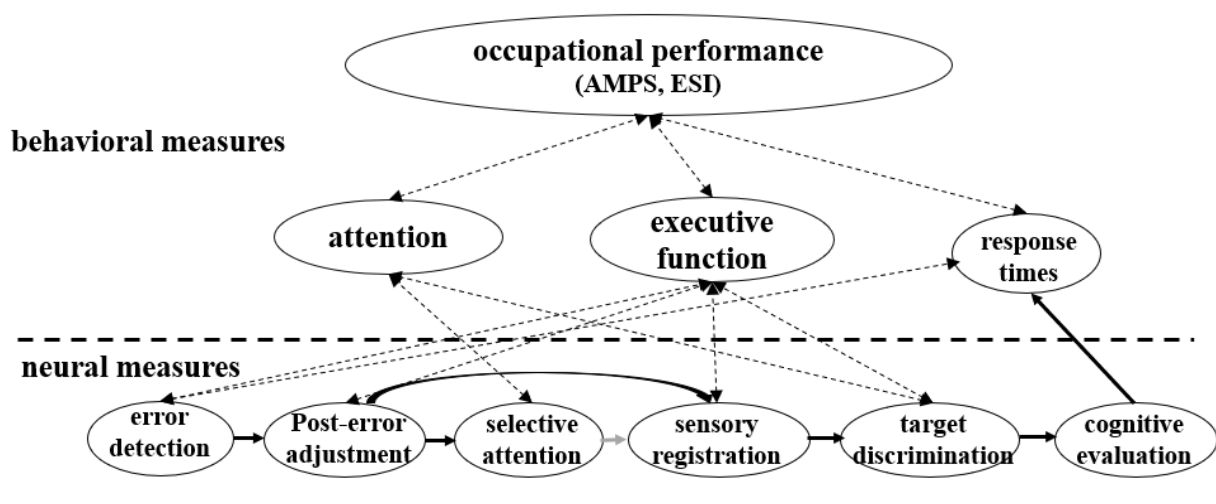 occupational performance
(AMPS, ESI)
behavioral measures
attention
executive
function
response
times
neural measures
error
detection
Post-error
adjustment
selective
attention
sensory
registration
target
discrimination
cognitive
evaluation